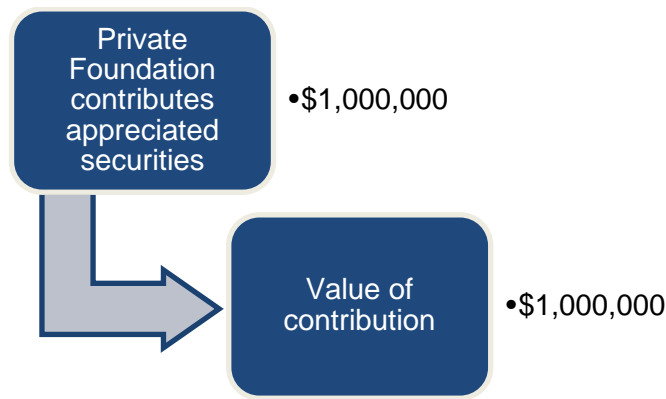 Private
Foundation
contributes
appreciated
securities
•$1,000,000
Value of
contribution
•$1,000,000